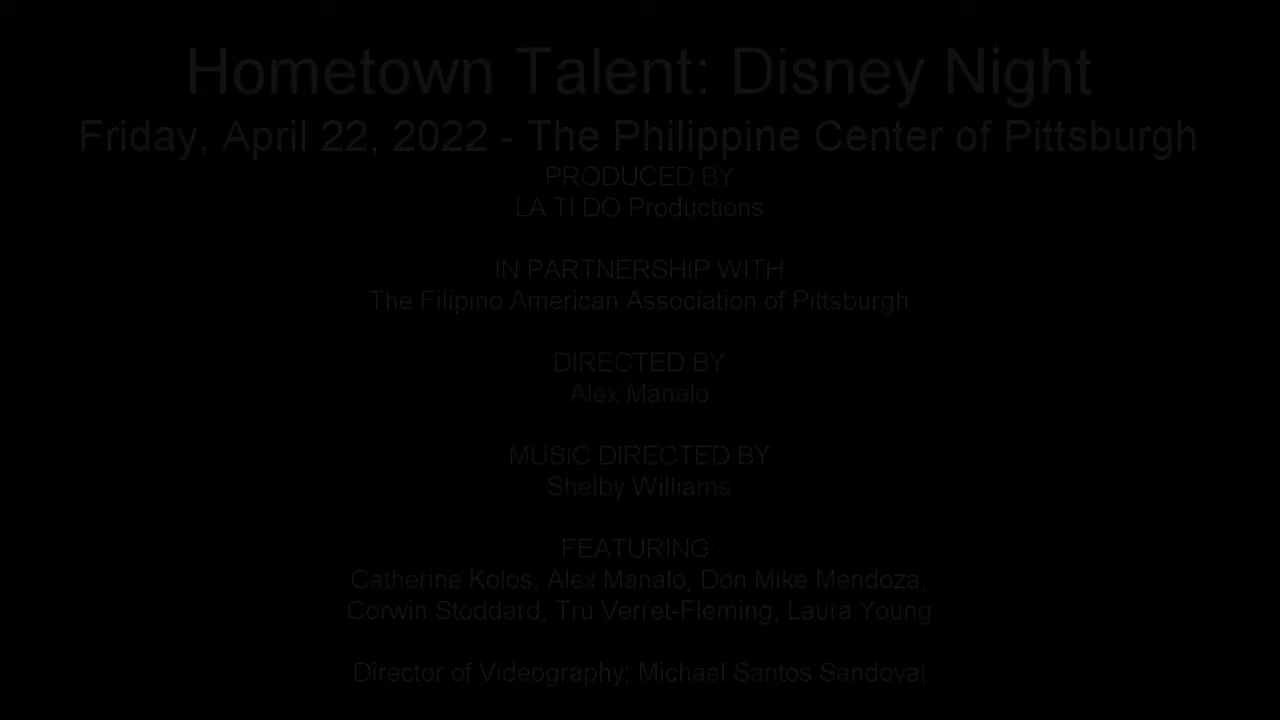 Hometown Talent: Disney Night
Friday, April 22, 2022 - The Philippine Center of Pittsburgh
PRODUCED BY
LA TI DO Productions
IN PARTNERSHIP WITH
The Filipino American Association of Pittsburgh
DIRECTED BY
Alex Manalo
MUSIC DIRECTED BY
Shelby Williams
FEATURING:
Catherine Kolos, Alex Manalo, Don Mike Mendoza,
Corwin Stoddard, Tru Verret-Fleming, Laura Young
Director of Videography: Michael Santos Sandoval